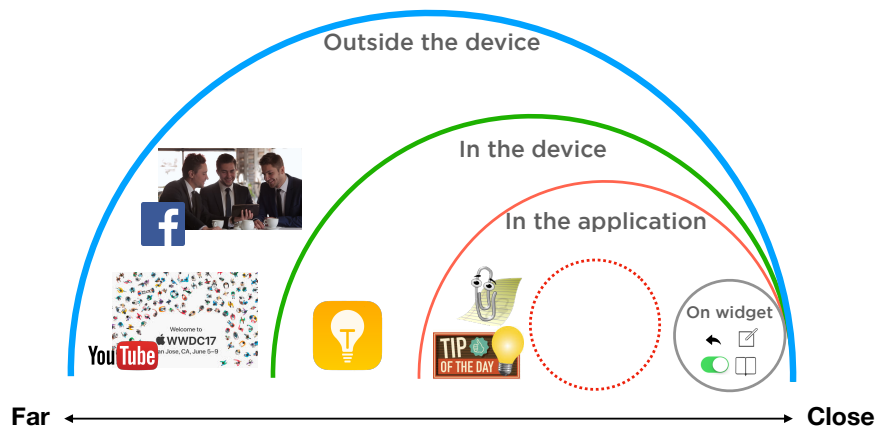 Outside the device
In the device
In the application
f
On widget
Welcome to
WWDC17
San Jose, CA, June 5–9
YouTube
T
TIP
OF THE DAY
Far
Close